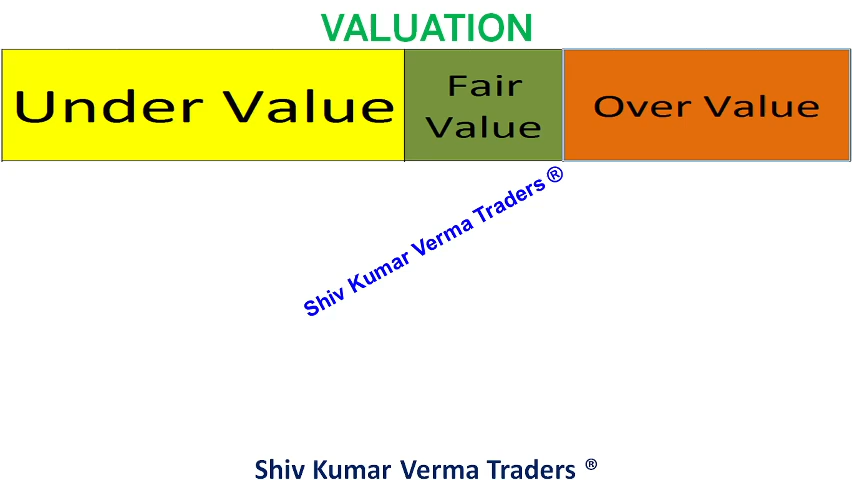 VALUATION
Under Value
Fair
Value
Over Value
Shiv Kumar Verma Traders ®
Shiv Kumar Verma Traders ®